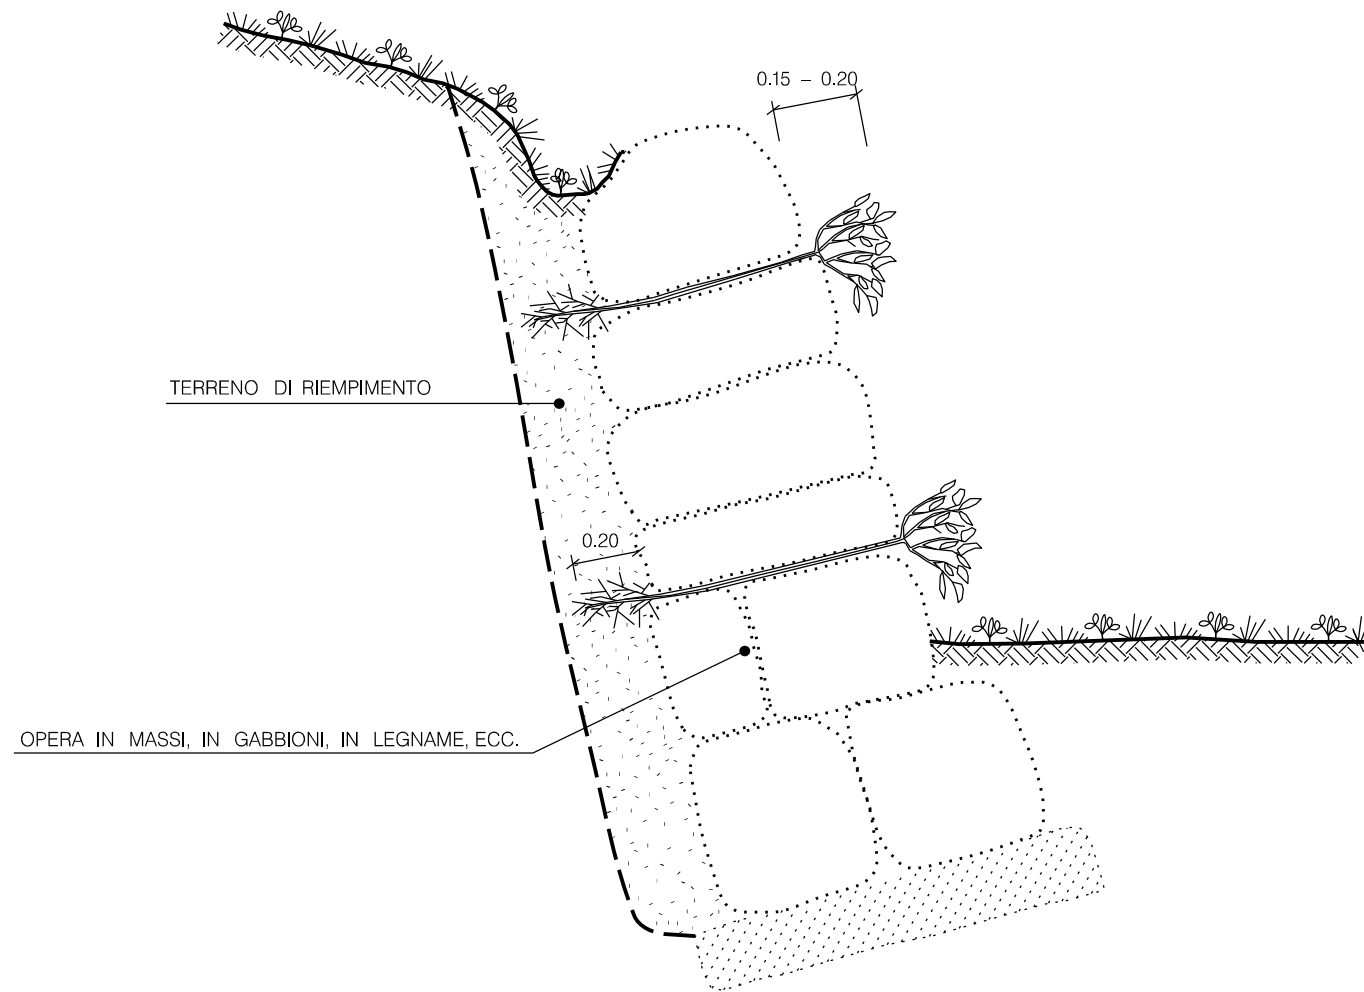 0.15 – 0.20
TERRENO DI RIEMPIMENTO
0.20
OPERA IN MASSI, IN GABBIONI, IN LEGNAME, ECC.